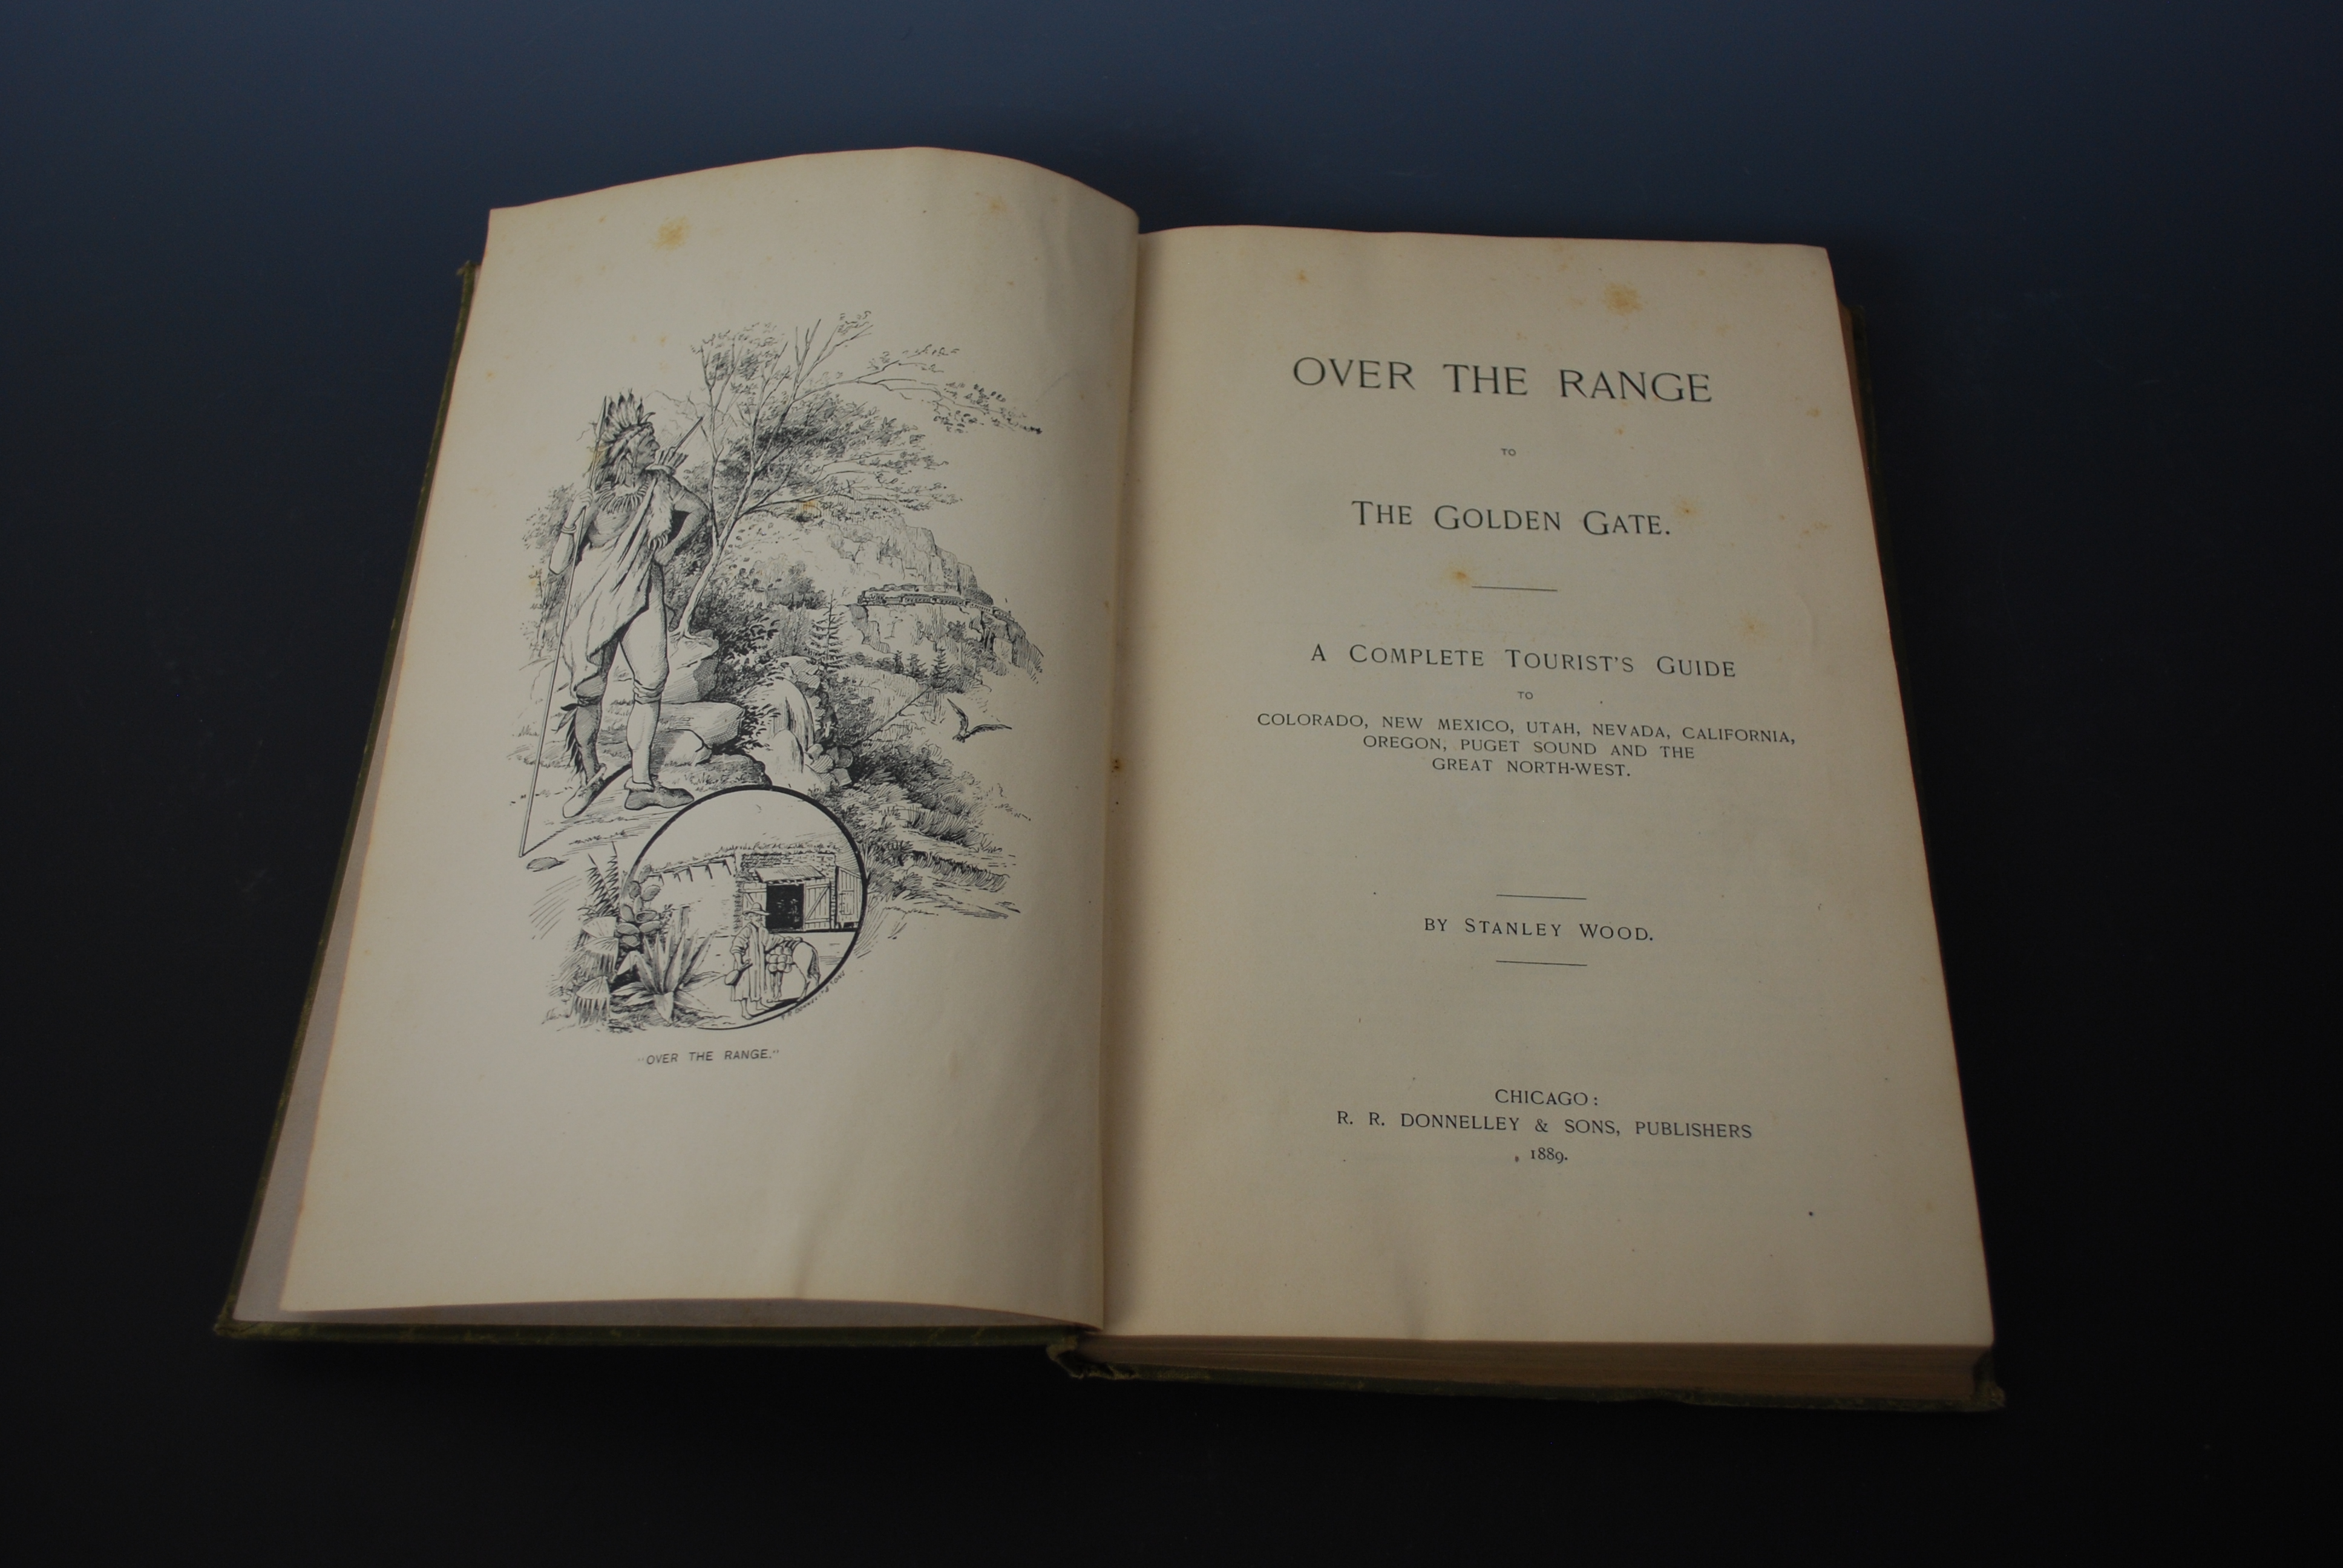 "OVER THE RANGE."
OVER THE RANGE
TO
THE GOLDEN GATE.
A COMPLETE TOURIST'S GUIDE
TO
COLORADO, NEW MEXICO, UTAH, NEVADA, CALIFORNIA,
OREGON, PUGET SOUND AND THE
GREAT NORTH-WEST.
BY STANLEY WOOD.
CHICAGO:
R. R. DONNELLEY & SONS, PUBLISHERS
1889.